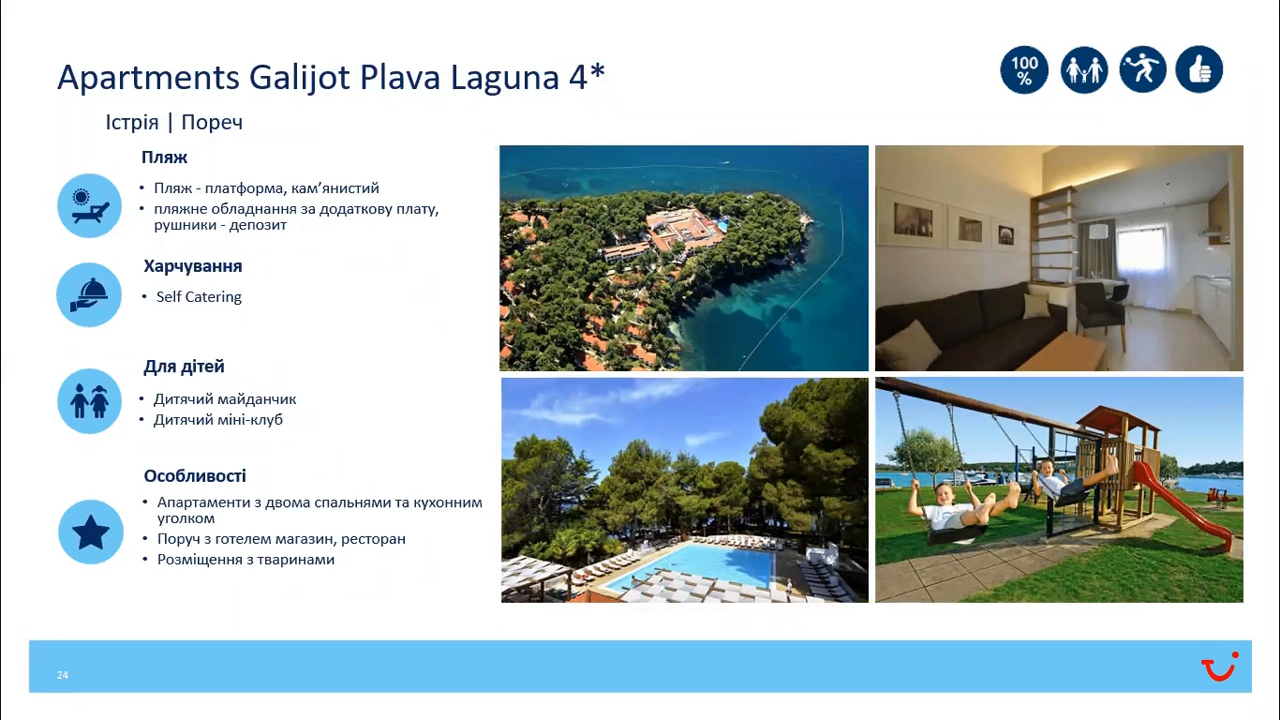 Apartments Galijot Plava Laguna 4*
100
%
Істрія | Пореч
Пляж
• Пляж - платформа, кам’янистий
• пляжне обладнання за додаткову плату,
рушники - депозит
Харчування
• Self Catering
Для дітей
• Дитячий майданчик
• Дитячий міні-клуб
Особливості
• Апартаменти з двома спальнями та кухонним
уголком
• Поруч з готелем магазин, ресторан
• Розміщення з тваринами
24